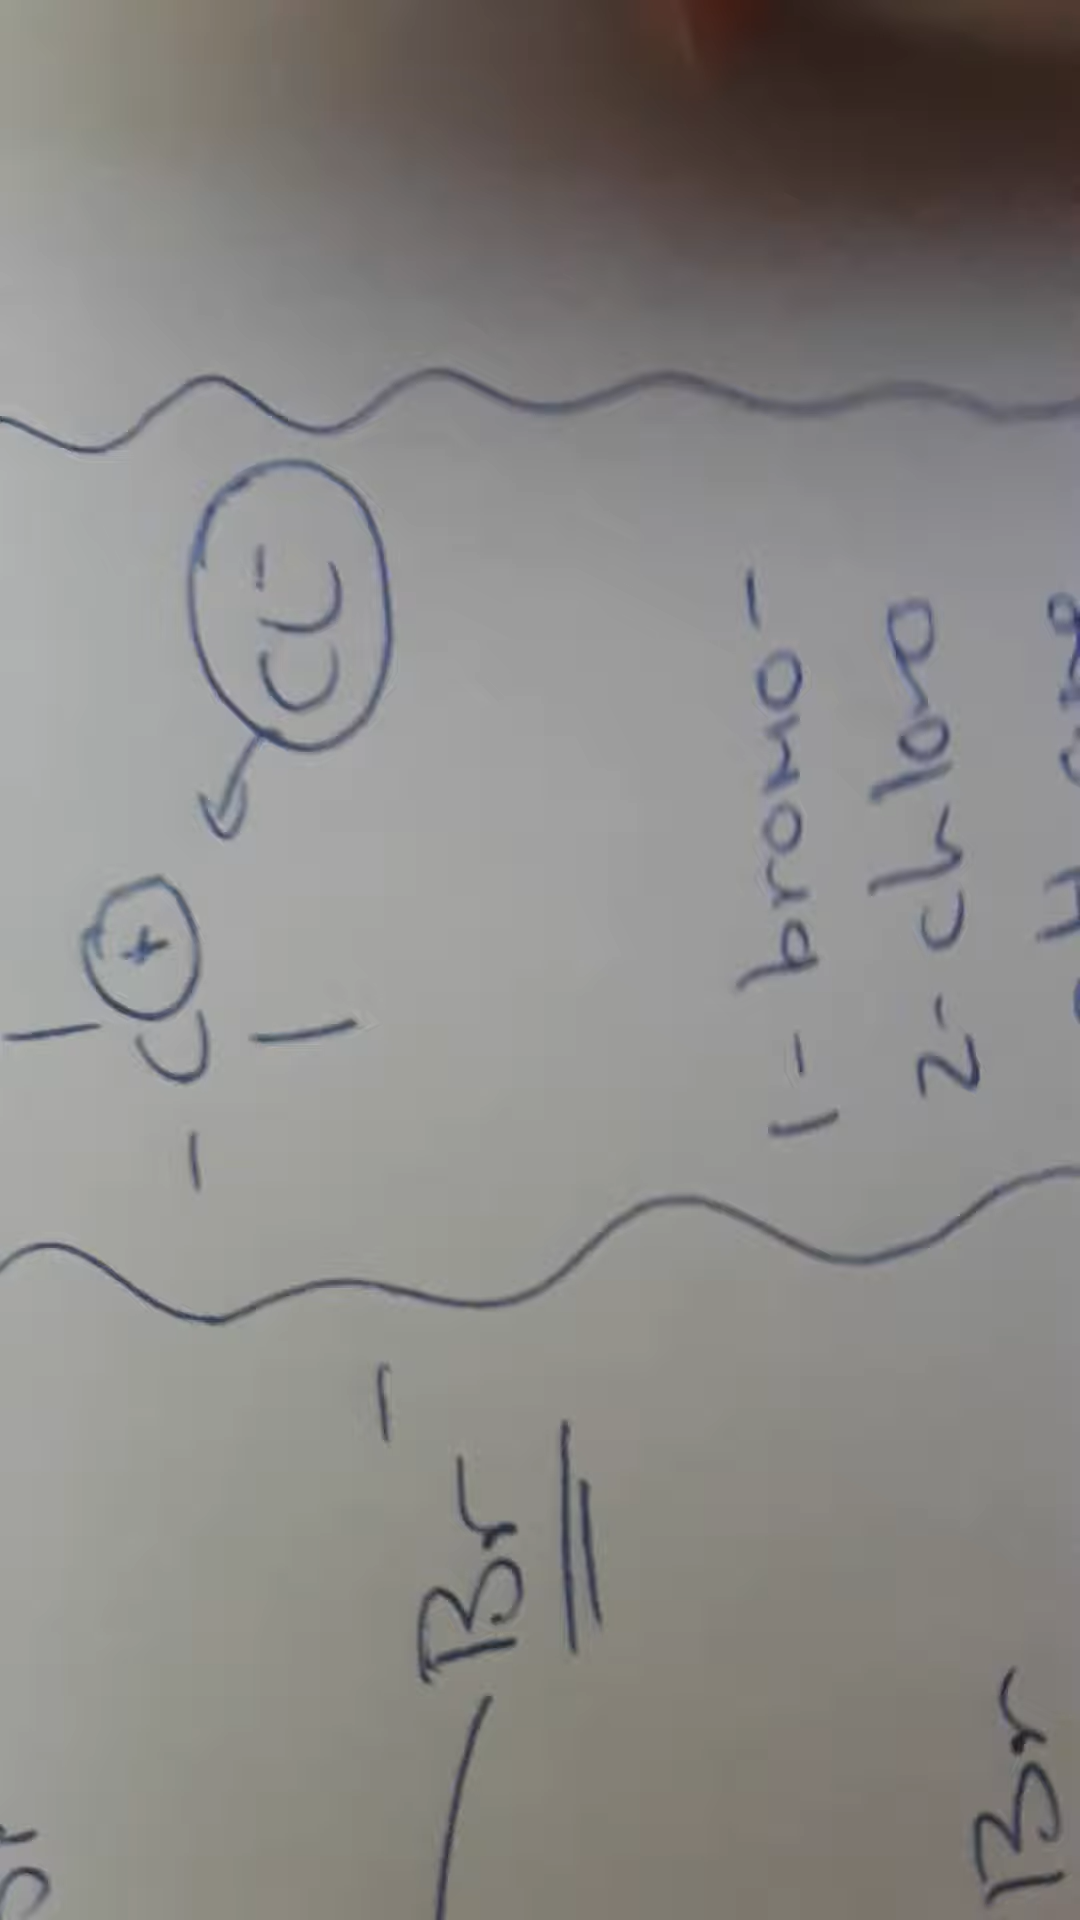 Br⁻
Br
- C⊕
Cl⁻
1- bromo-
2- chloro